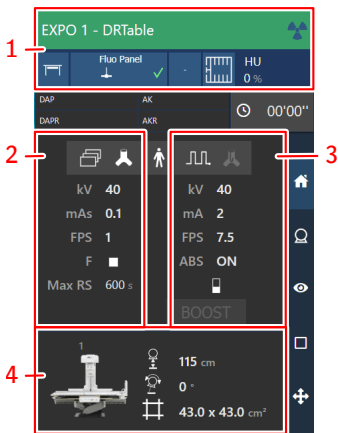 EXPO 1 - DRTable
1
Fluo Panel
-
HU
0 %
DAP
AK
00'00''
DAPR
AKR
2
3
kV 40
kV 40
mAs 0.1
mA 2
FPS 1
FPS 7.5
F
ABS ON
Max RS 600 s
BOOST
1
115 cm
4
0 °
43.0 x 43.0 cm²